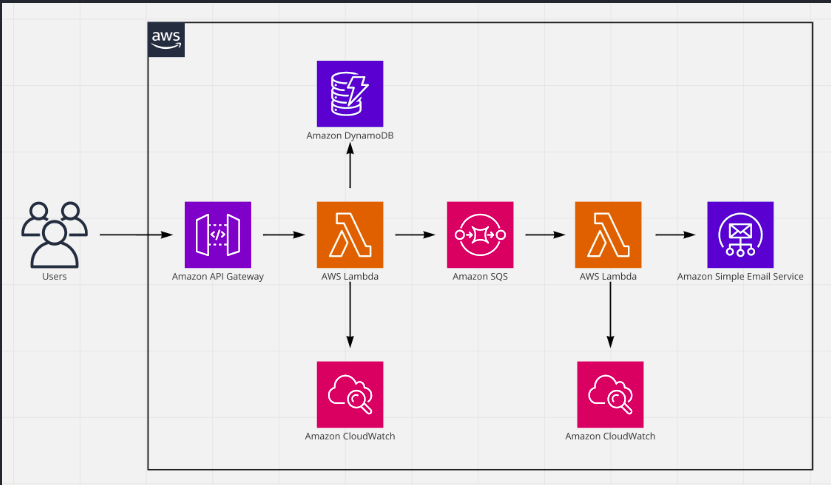 aws
Amazon DynamoDB
Users
Amazon API Gateway
AWS Lambda
Amazon SQS
AWS Lambda
Amazon Simple Email Service
Amazon CloudWatch
Amazon CloudWatch